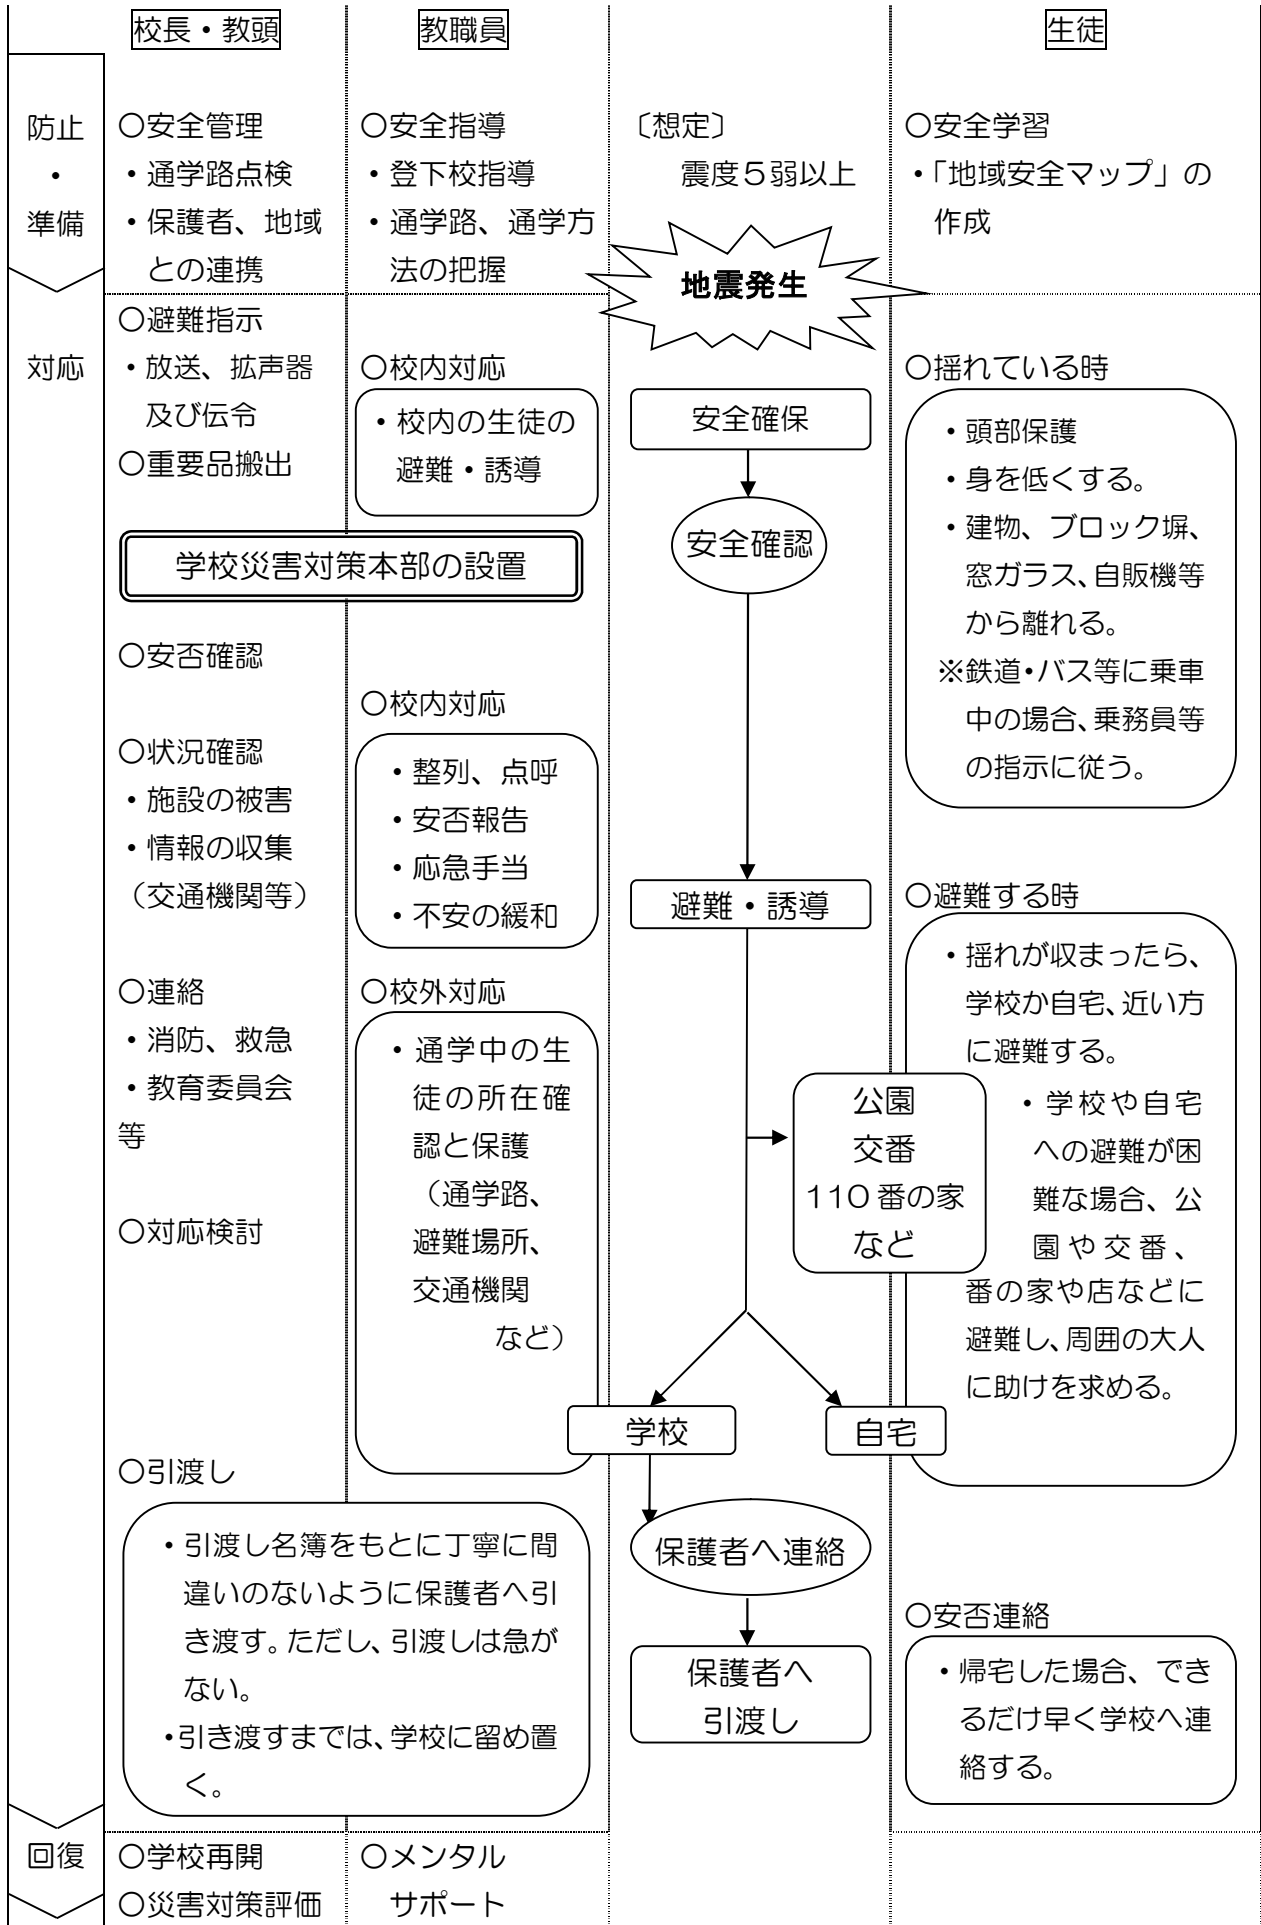 校長・教頭
教職員
生徒
防止
・
準備
○安全管理
・通学路点検
・保護者、地域
との連携
○安全指導
・登下校指導
・通学路、通学方
法の把握
〔想定〕
震度５弱以上
○安全学習
・「地域安全マップ」の
作成
地震発生
対応
○避難指示
・放送、拡声器
及び伝令
○重要品搬出
○校内対応
・校内の生徒の
避難・誘導
学校災害対策本部の設置
○安否確認
○状況確認
・施設の被害
・情報の収集
（交通機関等）
○連絡
・消防、救急
・教育委員会
等
○対応検討
○校内対応
・整列、点呼
・安否報告
・応急手当
・不安の緩和
○校外対応
・通学中の生
徒の所在確
認と保護
（通学路、
避難場所、
交通機関
など）
安全確保
安全確認
避難・誘導
公園
交番
110番の家
など
学校
自宅
保護者へ連絡
保護者へ
引渡し
○揺れている時
・頭部保護
・身を低くする。
・建物、ブロック塀、
窓ガラス、自販機等
から離れる。
※鉄道・バス等に乗車
中の場合、乗務員等
の指示に従う。
○避難する時
・揺れが収まったら、
学校か自宅、近い方
に避難する。
・学校や自宅
への避難が困
難な場合、公
園や交番、
番の家や店などに
避難し、周囲の大人
に助けを求める。
○引渡し
・引渡し名簿をもとに丁寧に間
違いのないように保護者へ引
き渡す。ただし、引渡しは急が
ない。
・引き渡すまでは、学校に留め置
く。
○安否連絡
・帰宅した場合、でき
るだけ早く学校へ連
絡する。
回復
○学校再開
○災害対策評価
○メンタル
サポート